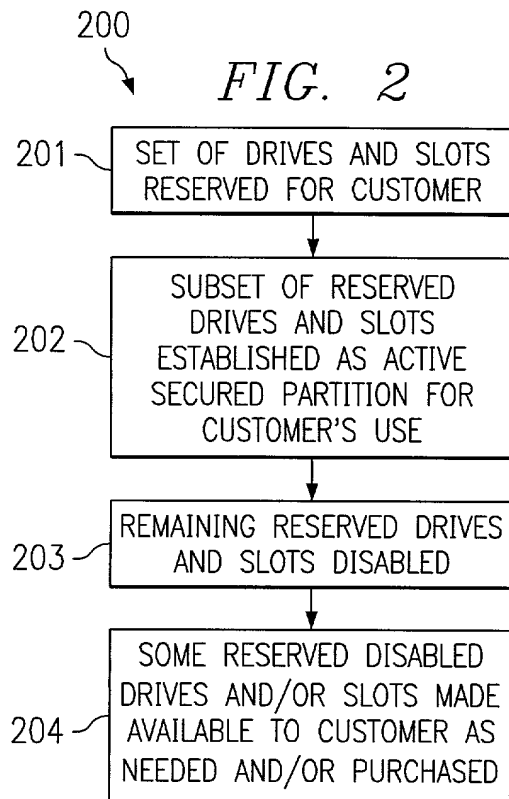 200
FIG. 2
201
SET OF DRIVES AND SLOTS
RESERVED FOR CUSTOMER
202
SUBSET OF RESERVED
DRIVES AND SLOTS
ESTABLISHED AS ACTIVE
SECURED PARTITION FOR
CUSTOMER'S USE
203
REMAINING RESERVED DRIVES
AND SLOTS DISABLED
204
SOME RESERVED DISABLED
DRIVES AND/OR SLOTS MADE
AVAILABLE TO CUSTOMER AS
NEEDED AND/OR PURCHASED